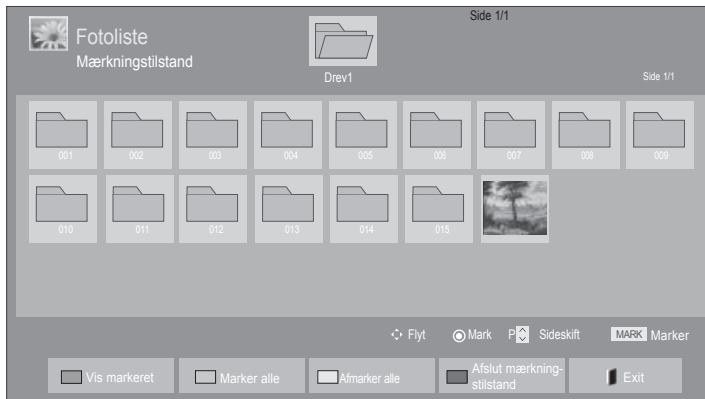 Side 1/1
Fotoliste
Mærkningstilstand
Drev1
Side 1/1
001 002 003 004 005 006 007 008 009
010 011 012 013 014 015
Flyt Mark P Sideskift MARK Marker
Vis markeret Marker alle Afmarker alle Afslut mærkning-
tilstand Exit